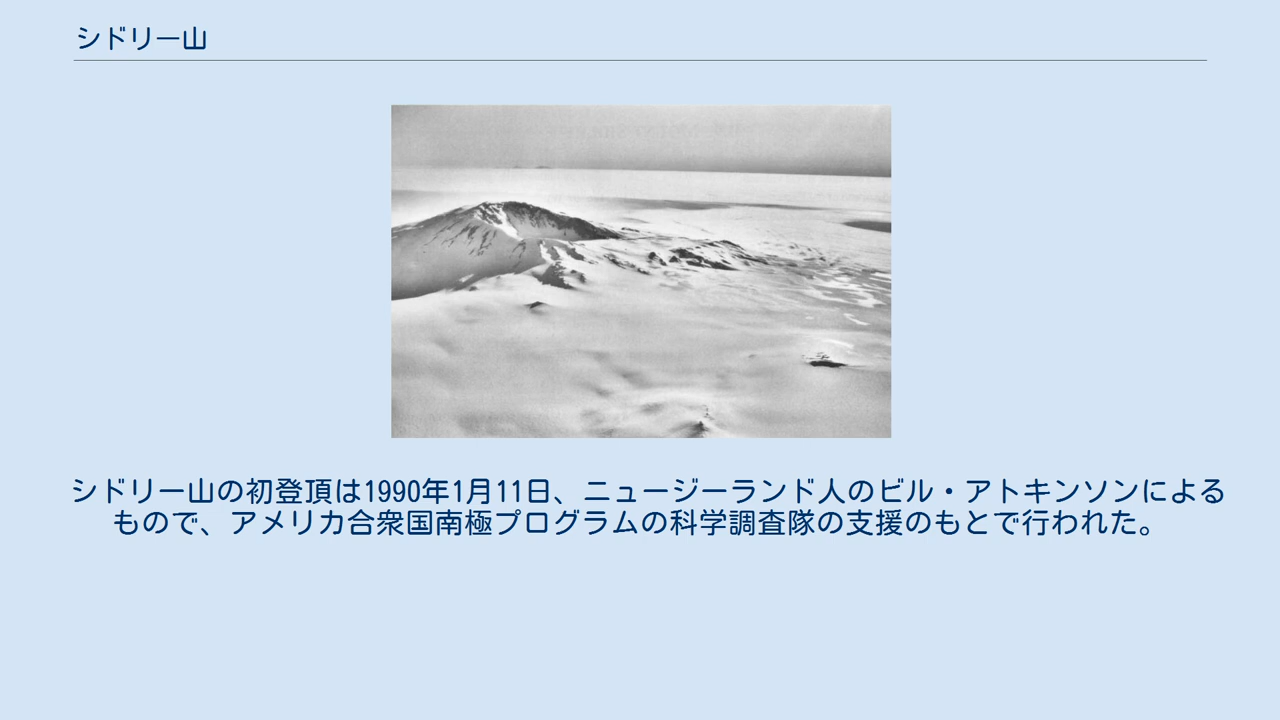 シドリー山
シドリー山の初登頂は1990年1月11日、ニュージーランド人のビル・アトキンソンによる
もので、アメリカ合衆国南極プログラムの科学調査隊の支援のもとで行われた。